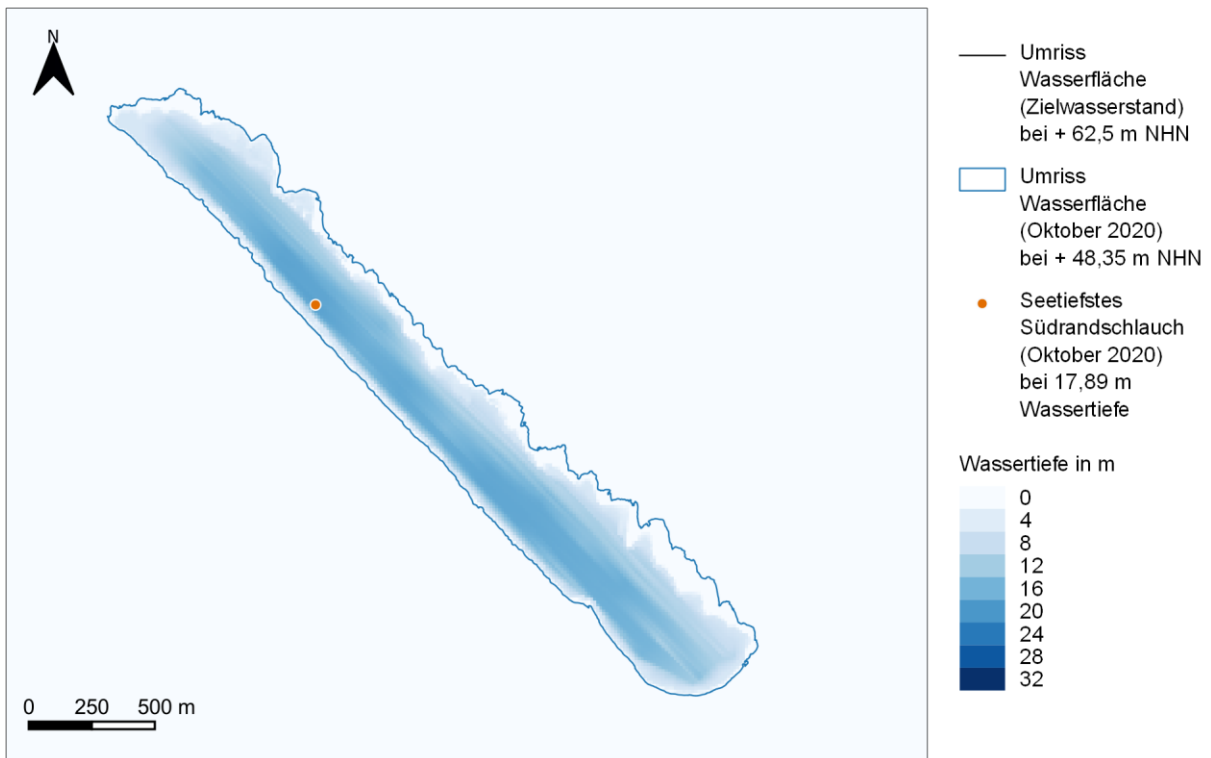 N
0 250 500 m
Umriss
Wasserfläche
(Zielwasserstand)
bei + 62,5 m NHN
Umriss
Wasserfläche
(Oktober 2020)
bei + 48,35 m NHN
Seetiefstes
Südrandschlauch
(Oktober 2020)
bei 17,89 m
Wassertiefe
Wassertiefe in m
0
4
8
12
16
20
24
28
32